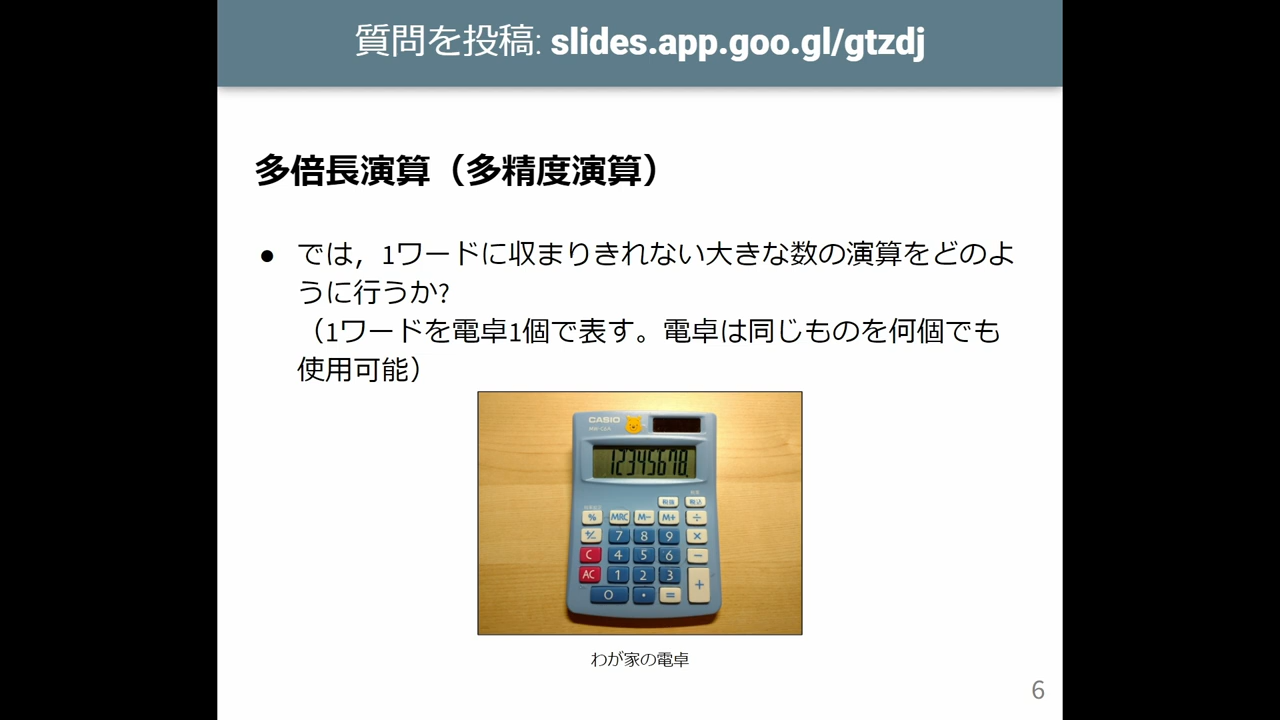 質問を投稿: slides.app.goo.gl/gtzdj
多倍長演算（多精度演算）
● では，1ワードに収まりきれない大きな数の演算をどのよ
うに行うか?
（1ワードを電卓1個で表す。電卓は同じものを何個でも
使用可能）
CASIO
12345678.
税抜 税込
% MRC M− M+ ÷
+/− 7 8 9 ×
C 4 5 6 −
AC 1 2 3 +
0 · =
わが家の電卓
6